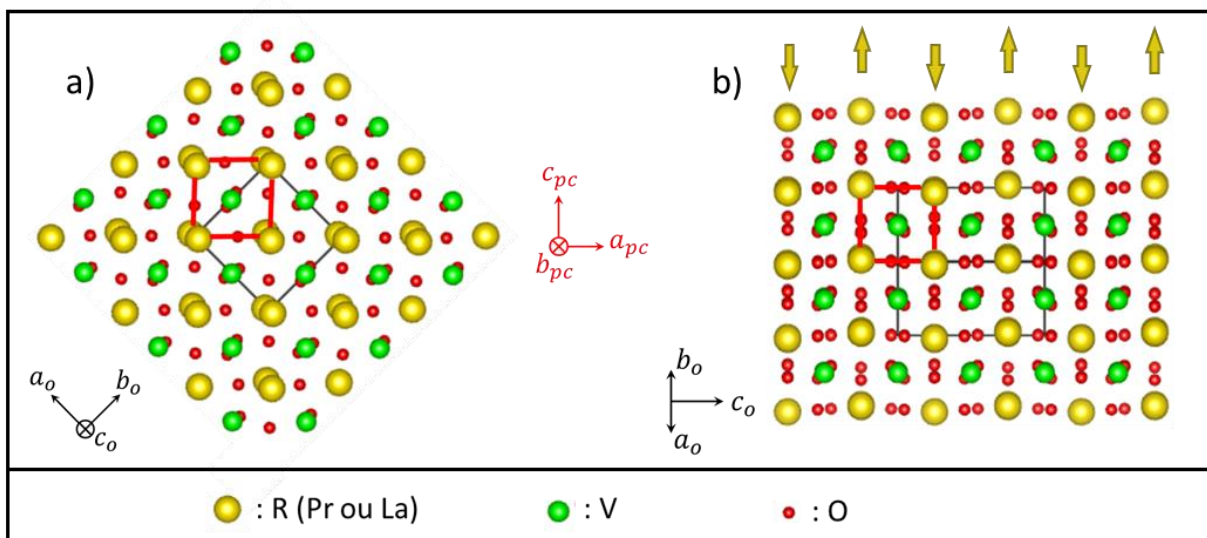 a)
b)
c_pc
a_pc
b_pc
a_o
b_o
c_o
b_o
c_o
a_o
: R (Pr ou La)
: V
: O